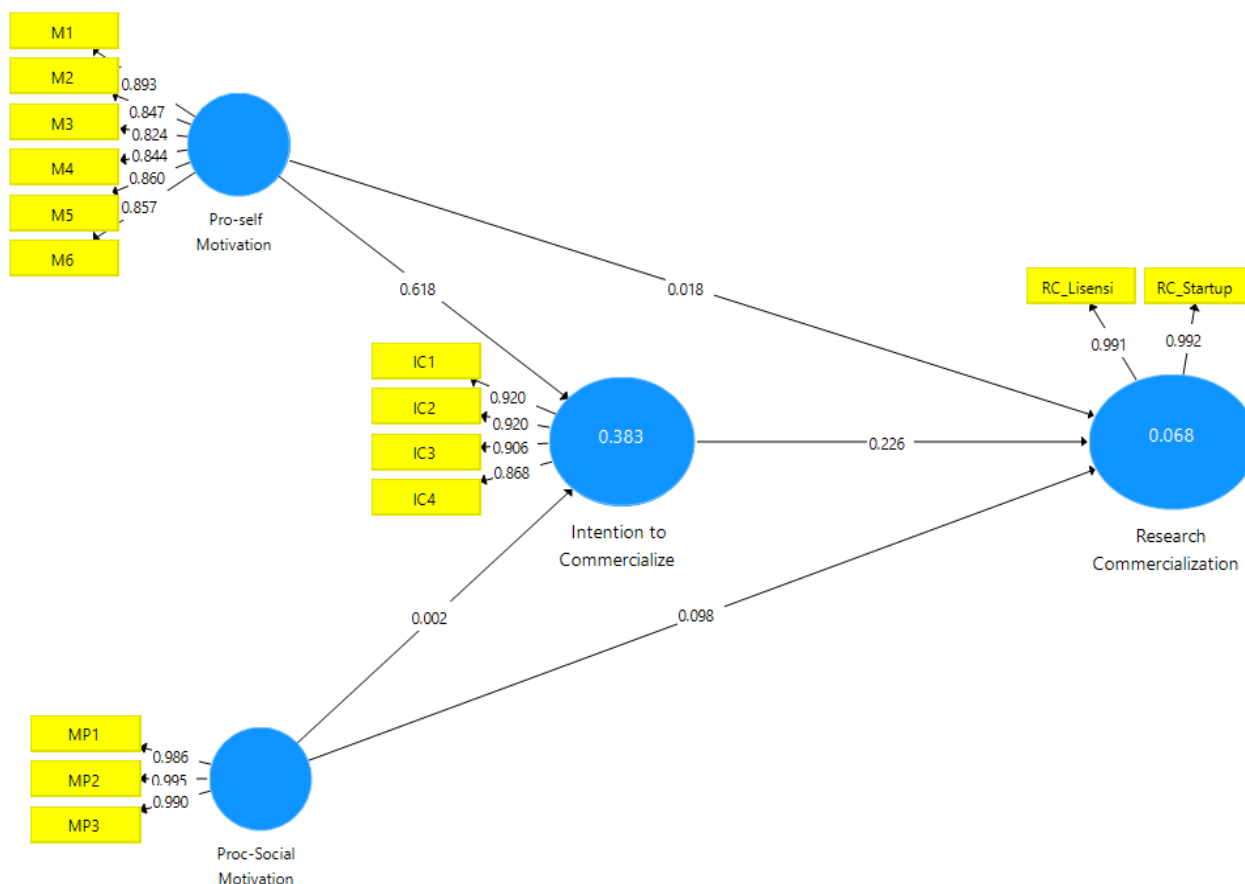 M1
M2
M3
M4
M5
M6
0.893
0.847
0.824
0.844
0.860
0.857
Pro-self
Motivation
0.618
0.018
RC_Lisensi
RC_Startup
0.991
0.992
IC1
IC2
IC3
IC4
0.920
0.920
0.906
0.868
0.383
Intention to
Commercialize
0.226
0.068
Research
Commercialization
0.002
0.098
MP1
MP2
MP3
0.986
0.995
0.990
Proc-Social
Motivation